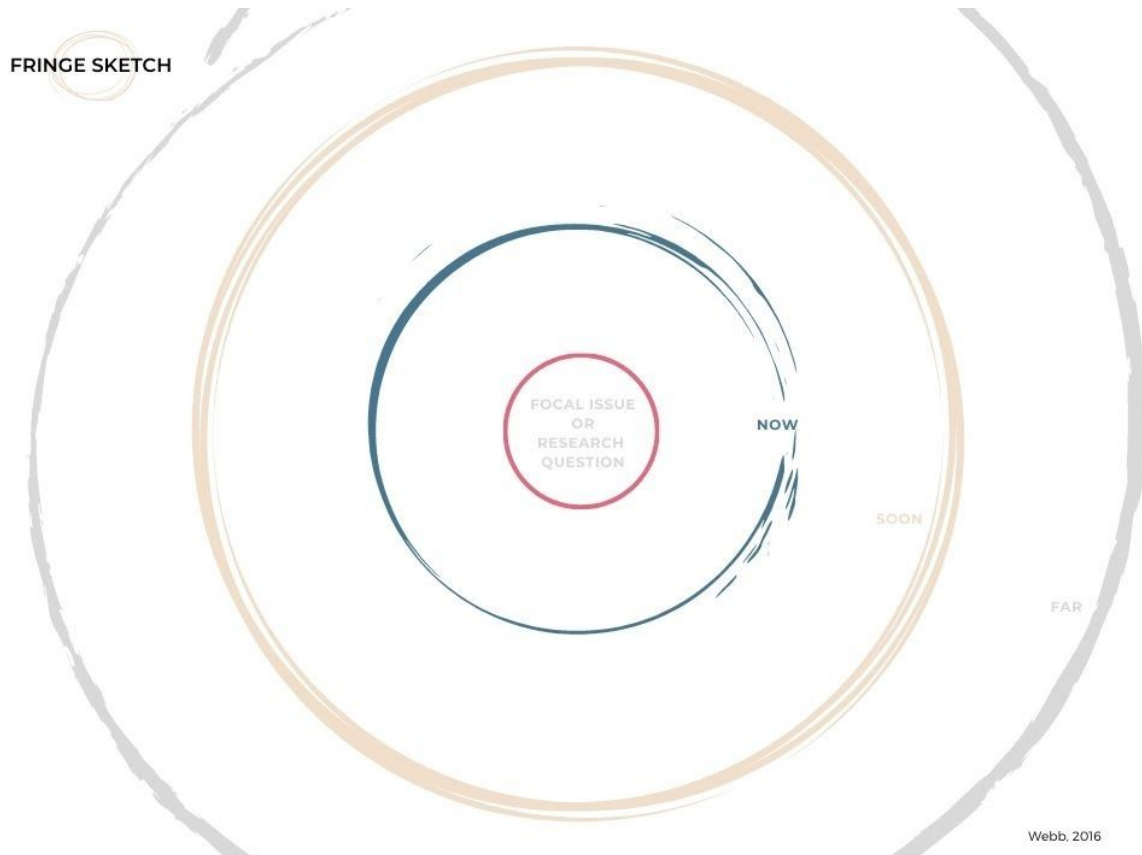 FRINGE SKETCH
FOCAL ISSUE
OR
RESEARCH
QUESTION
NOW
SOON
FAR
Webb, 2016